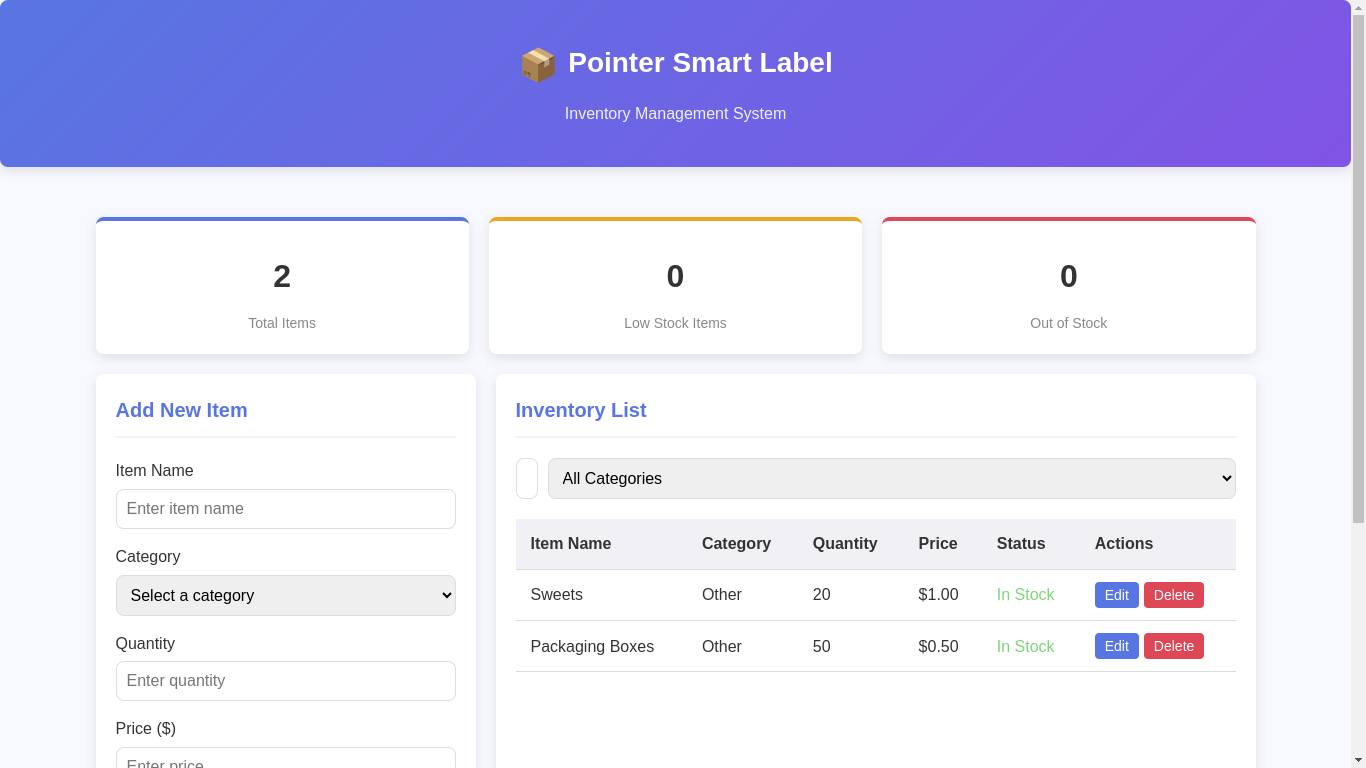 📦 Pointer Smart Label
Inventory Management System
2
Total Items
0
Low Stock Items
0
Out of Stock
Add New Item
Item Name
Enter item name
Category
Select a category
Quantity
Enter quantity
Price ($)
Enter price
Inventory List
All Categories
Item Name Category Quantity Price Status Actions
Sweets Other 20 $1.00 In Stock Edit Delete
Packaging Boxes Other 50 $0.50 In Stock Edit Delete